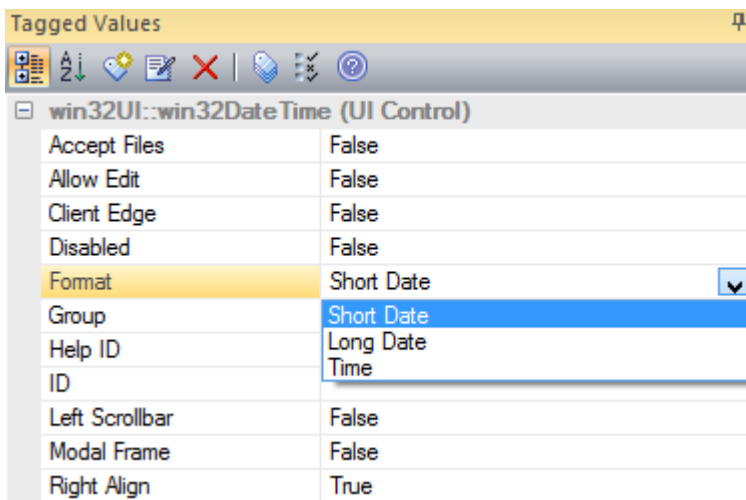 Tagged Values
win32UI::win32DateTime (UI Control)
Accept Files False
Allow Edit False
Client Edge False
Disabled False
Format Short Date
Group Short Date
Help ID Long Date
Time
ID
Left Scrollbar False
Modal Frame False
Right Align True